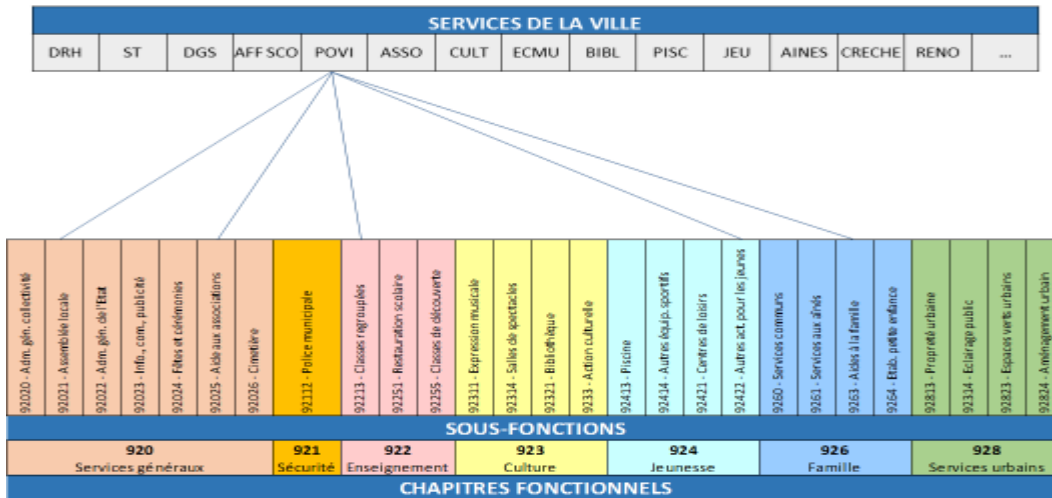 SERVICES DE LA VILLE
DRH ST DGS AFF SCO POVI ASSO CULT ECMU BIBL PISC JEU AINES CRECHE RENO ...
92020 - Adm. gén. collectivité
92021 - Assemblée locale
92022 - Adm. gén. de l'Etat
92023 - Info., com., publicité
92024 - Fêtes et cérémonies
92025 - Aide aux associations
92026 - Cimetière
92112 - Police municipale
92213 - Classes regroupées
92251 - Restauration scolaire
92255 - Classes de découverte
92311 - Expression musicale
92314 - Salles de spectacles
92321 - Bibliothèque
9233 - Action culturelle
92413 - Piscine
92414 - Autres équip. sportifs
92421 - Centres de loisirs
92422 - Autres act. pour les jeunes
9260 - Services communs
9261 - Services aux aînés
9263 - Aides à la famille
9264 - Etab. petite enfance
92813 - Propreté urbaine
92314 - Eclairage public
92823 - Espaces verts urbains
92824 - Aménagement urbain
SOUS-FONCTIONS
920 921 922 923 924 926 928
Services généraux Sécurité Enseignement Culture Jeunesse Famille Services urbains
CHAPITRES FONCTIONNELS